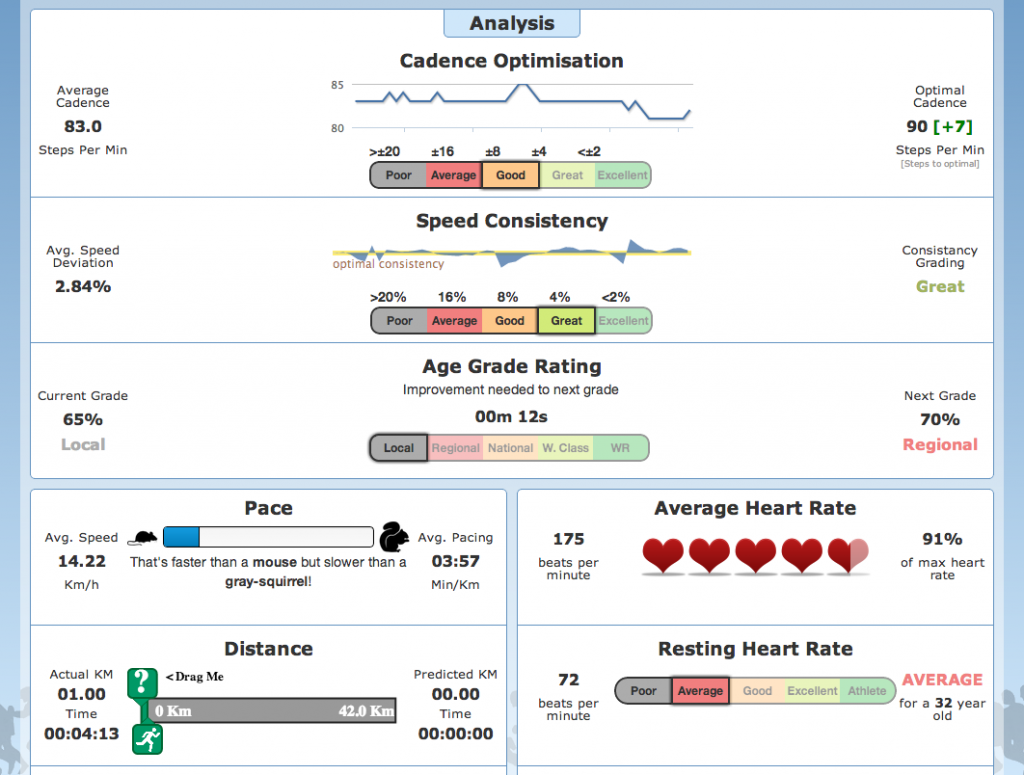 Analysis
Cadence Optimisation
Average
Cadence
83.0
Steps Per Min
85
80
Optimal
Cadence
90 [+7]
Steps Per Min
[Steps to optimal]
>±20 ±16 ±8 ±4 <±2
Poor Average Good Great Excellent
Speed Consistency
Avg. Speed
Deviation
2.84%
optimal consistency
Consistancy
Grading
Great
>20% 16% 8% 4% <2%
Poor Average Good Great Excellent
Age Grade Rating
Improvement needed to next grade
00m 12s
Current Grade
65%
Local
Next Grade
70%
Regional
Local Regional National W. Class WR
Pace
Avg. Speed
14.22
Km/h
That's faster than a mouse but slower than a
gray-squirrel!
Avg. Pacing
03:57
Min/Km
Average Heart Rate
175
beats per
minute
91%
of max heart
rate
Distance
Actual KM
01.00
Time
00:04:13
?
<Drag Me
0 Km 42.0 Km
Predicted KM
00.00
Time
00:00:00
Resting Heart Rate
72
beats per
minute
Poor Average Good Excellent Athlete
AVERAGE
for a 32 year
old